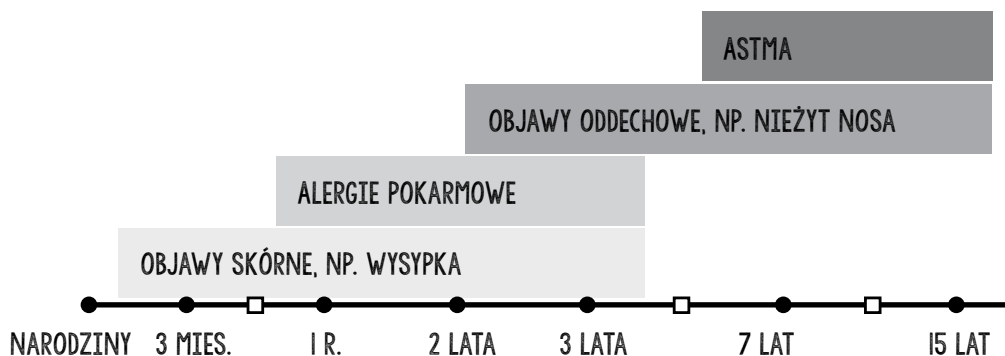 ASTMA
OBJAWY ODDECHOWE, NP. NIEŻYT NOSA
ALERGIE POKARMOWE
OBJAWY SKÓRNE, NP. WYSYPKA
NARODZINY 3 MIES. 1 R. 2 LATA 3 LATA 7 LAT 15 LAT